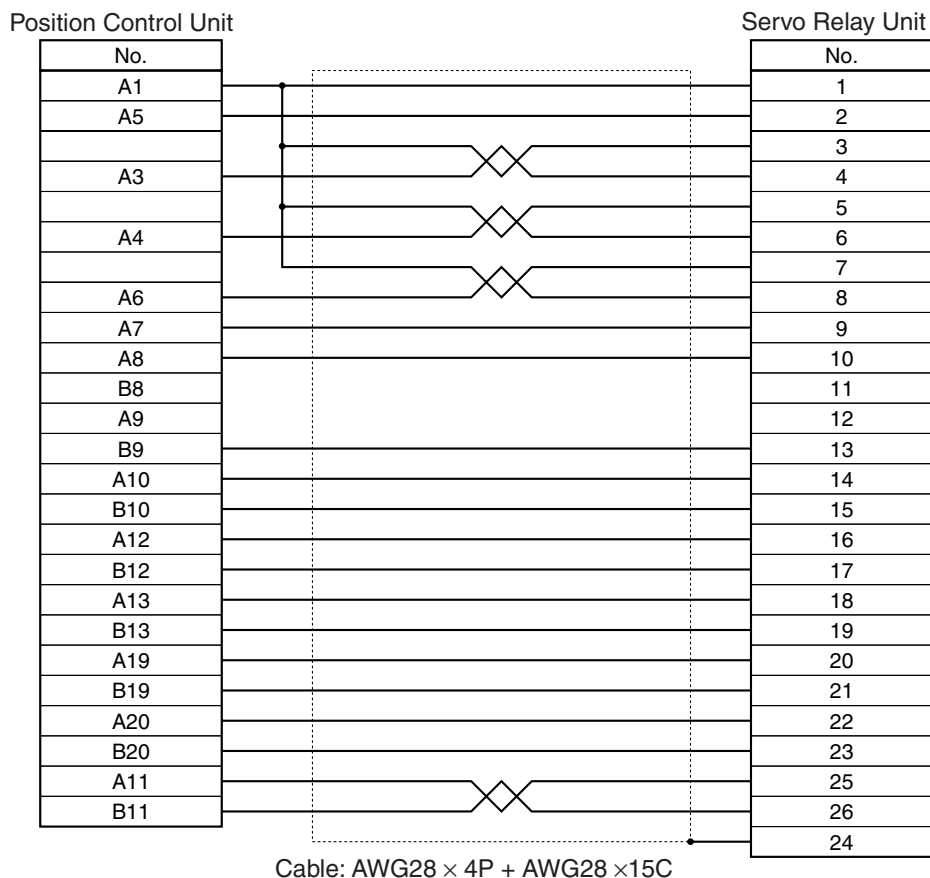 Position Control Unit Servo Relay Unit
No. No.
A1 1
A5 2
3
A3 4
5
A4 6
7
A6 8
A7 9
A8 10
B8 11
A9 12
B9 13
A10 14
B10 15
A12 16
B12 17
A13 18
B13 19
A19 20
B19 21
A20 22
B20 23
A11 25
B11 26
24
Cable: AWG28 × 4P + AWG28 ×15C